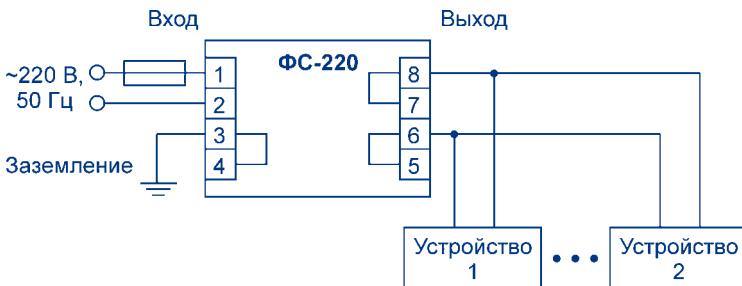 Вход
Выход
ФС-220
~220 В,
50 Гц
1
2
3
4
8
7
6
5
Заземление
Устройство
1
Устройство
2